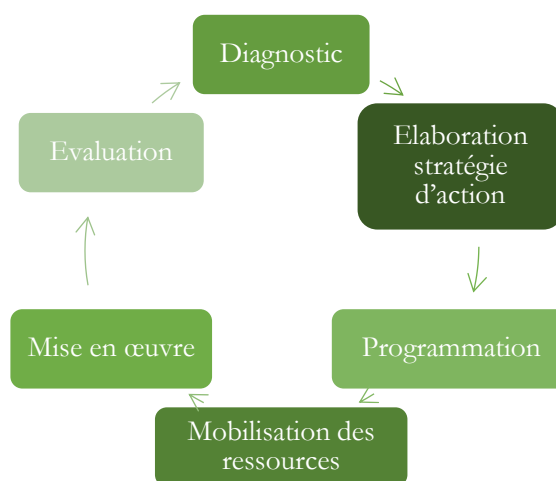 Diagnostic
Elaboration
stratégie
d’action
Programmation
Mobilisation des
ressources
Mise en œuvre
Evaluation